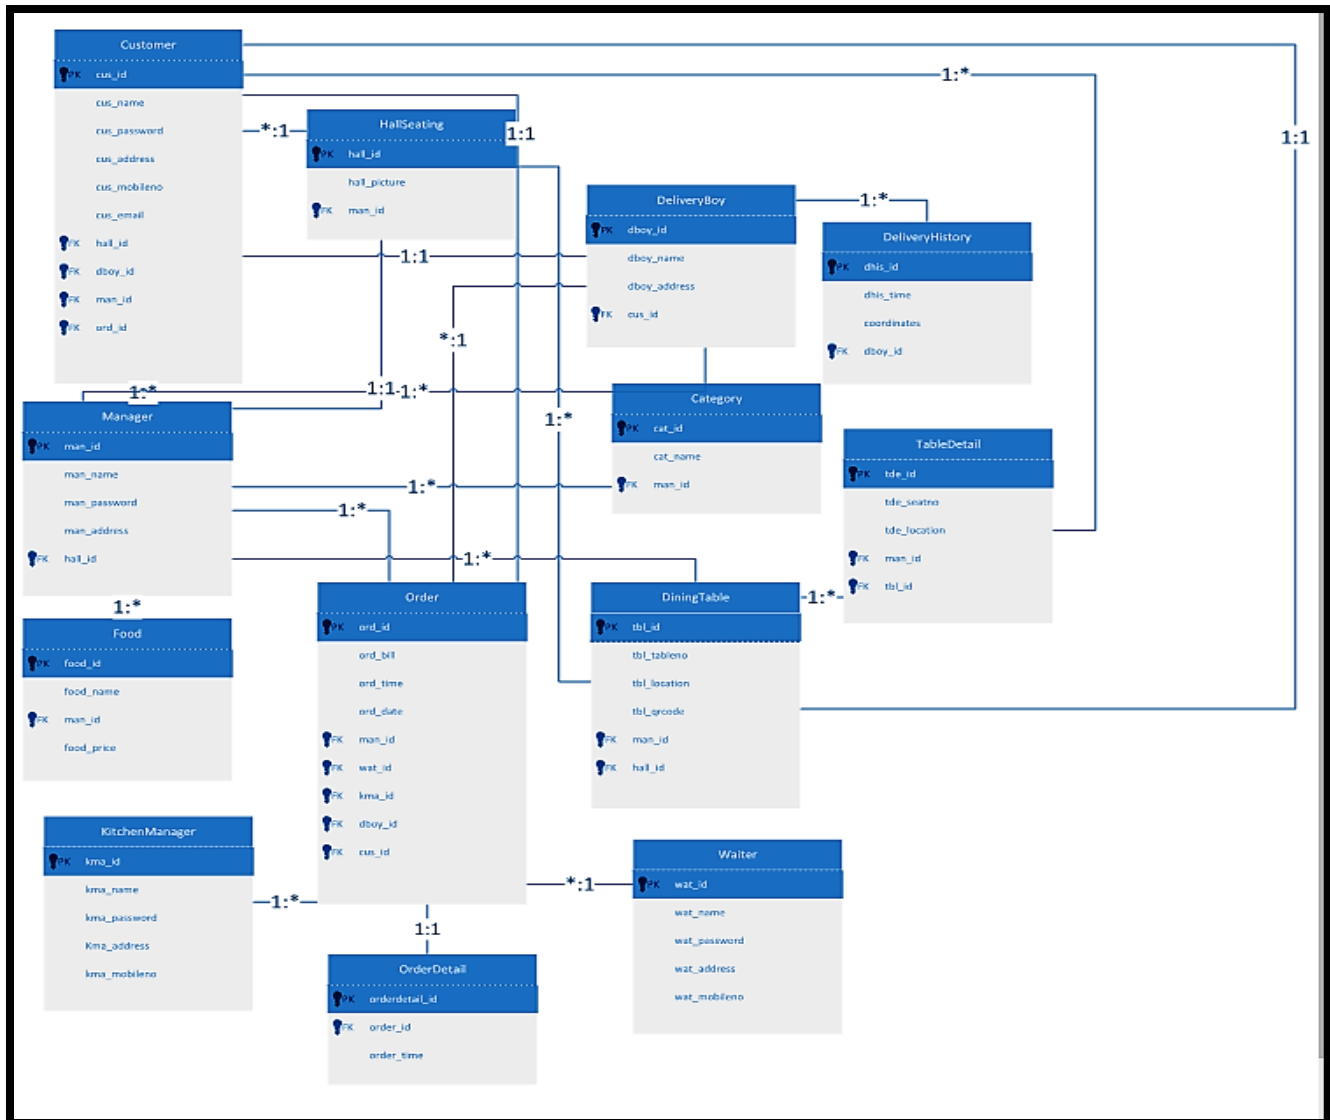 Customer
PK cus_id
cus_name
cus_password
cus_address
cus_mobileno
cus_email
FK hall_id
FK dboy_id
FK man_id
FK ord_id
1:*
1:1
*:1
HallSeating
PK hall_id
hall_picture
FK man_id
1:1
DeliveryBoy
PK dboy_id
dboy_name
dboy_address
FK cus_id
1:*
DeliveryHistory
PK dhis_id
dhis_time
coordinates
FK dboy_id
1:1
*:1
1:*
1:1
1:*
1:*
Manager
PK man_id
man_name
man_password
man_address
FK hall_id
Category
PK cat_id
cat_name
FK man_id
TableDetail
PK tde_id
tde_seatno
tde_location
FK man_id
FK tbl_id
1:*
1:*
1:*
1:*
Food
PK food_id
food_name
FK man_id
food_price
Order
PK ord_id
ord_bill
ord_time
ord_date
FK man_id
FK wat_id
FK kma_id
FK dboy_id
FK cus_id
DiningTable
PK tbl_id
tbl_tableno
tbl_location
tbl_qrcode
FK man_id
FK hall_id
1:*
KitchenManager
PK kma_id
kma_name
kma_password
Kma_address
kma_mobileno
1:*
*:1
Waiter
PK wat_id
wat_name
wat_password
wat_address
wat_mobileno
1:1
OrderDetail
PK orderdetail_id
FK order_id
order_time